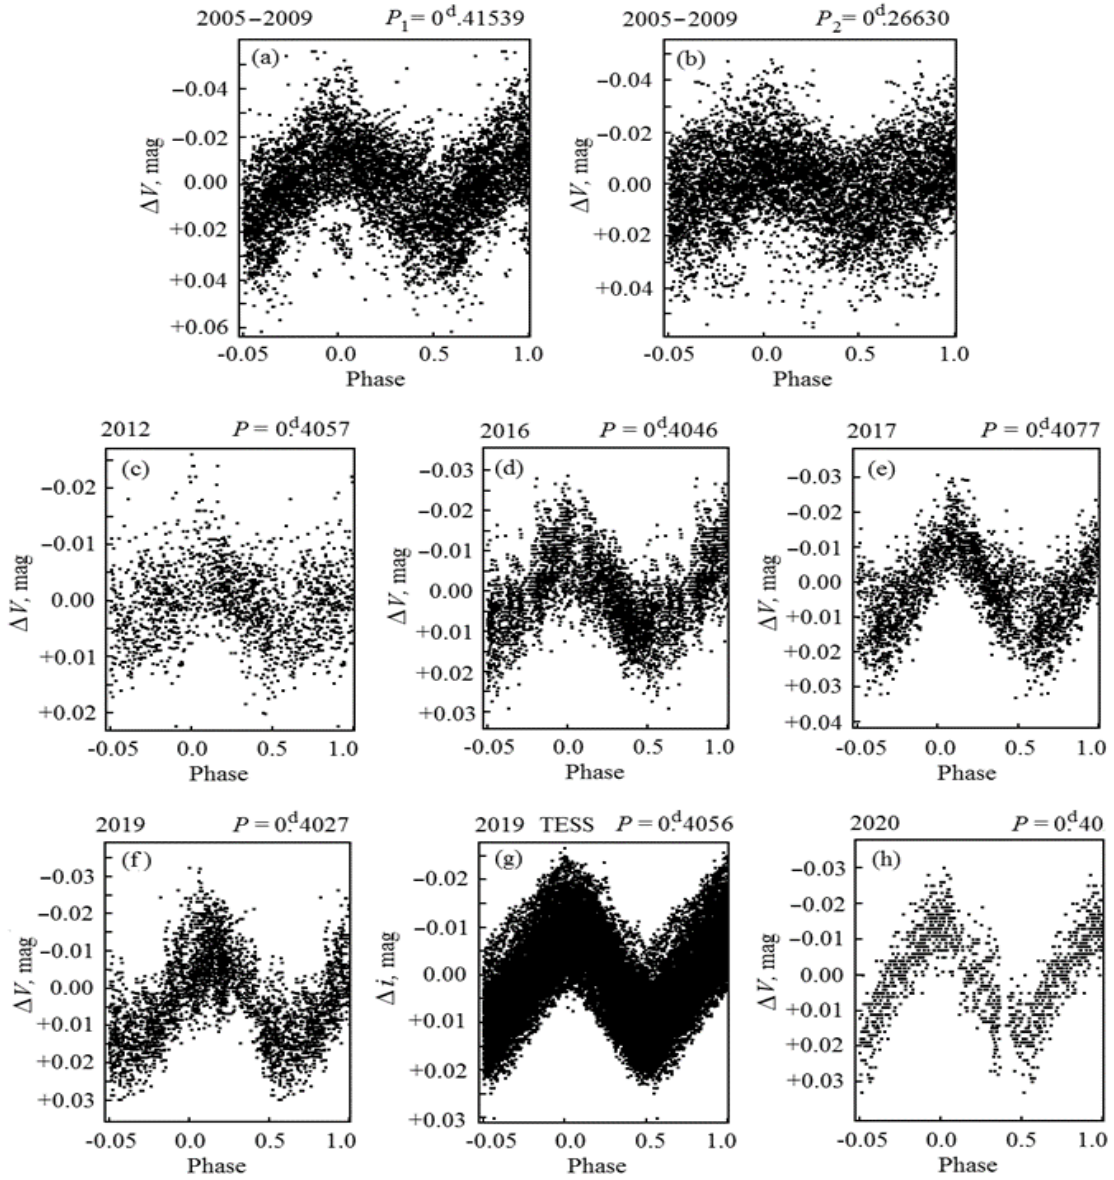 2005−2009 P₁ = 0ᵈ.41539
(a)
−0.04
−0.02
0.00
+0.02
+0.04
+0.06
ΔV, mag
-0.05 0.0 0.5 1.0
Phase
2005−2009 P₂ = 0ᵈ.26630
(b)
−0.04
−0.02
0.00
+0.02
+0.04
ΔV, mag
-0.05 0.0 0.5 1.0
Phase
2012 P = 0ᵈ.4057
(c)
−0.02
−0.01
0.00
+0.01
+0.02
ΔV, mag
-0.05 0.0 0.5 1.0
Phase
2016 P = 0ᵈ.4046
(d)
−0.03
−0.02
−0.01
0.00
+0.01
+0.02
+0.03
ΔV, mag
-0.05 0.0 0.5 1.0
Phase
2017 P = 0ᵈ.4077
(e)
−0.03
−0.02
−0.01
0.00
+0.01
+0.02
+0.03
+0.04
ΔV, mag
-0.05 0.0 0.5 1.0
Phase
2019 P = 0ᵈ.4027
(f)
−0.03
−0.02
−0.01
0.00
+0.01
+0.02
+0.03
ΔV, mag
-0.05 0.0 0.5 1.0
Phase
2019 TESS P = 0ᵈ.4056
(g)
−0.02
−0.01
0.00
+0.01
+0.02
+0.03
Δi, mag
-0.05 0.0 0.5 1.0
Phase
2020 P = 0ᵈ.40
(h)
−0.03
−0.02
−0.01
0.00
+0.01
+0.02
+0.03
ΔV, mag
-0.05 0.0 0.5 1.0
Phase